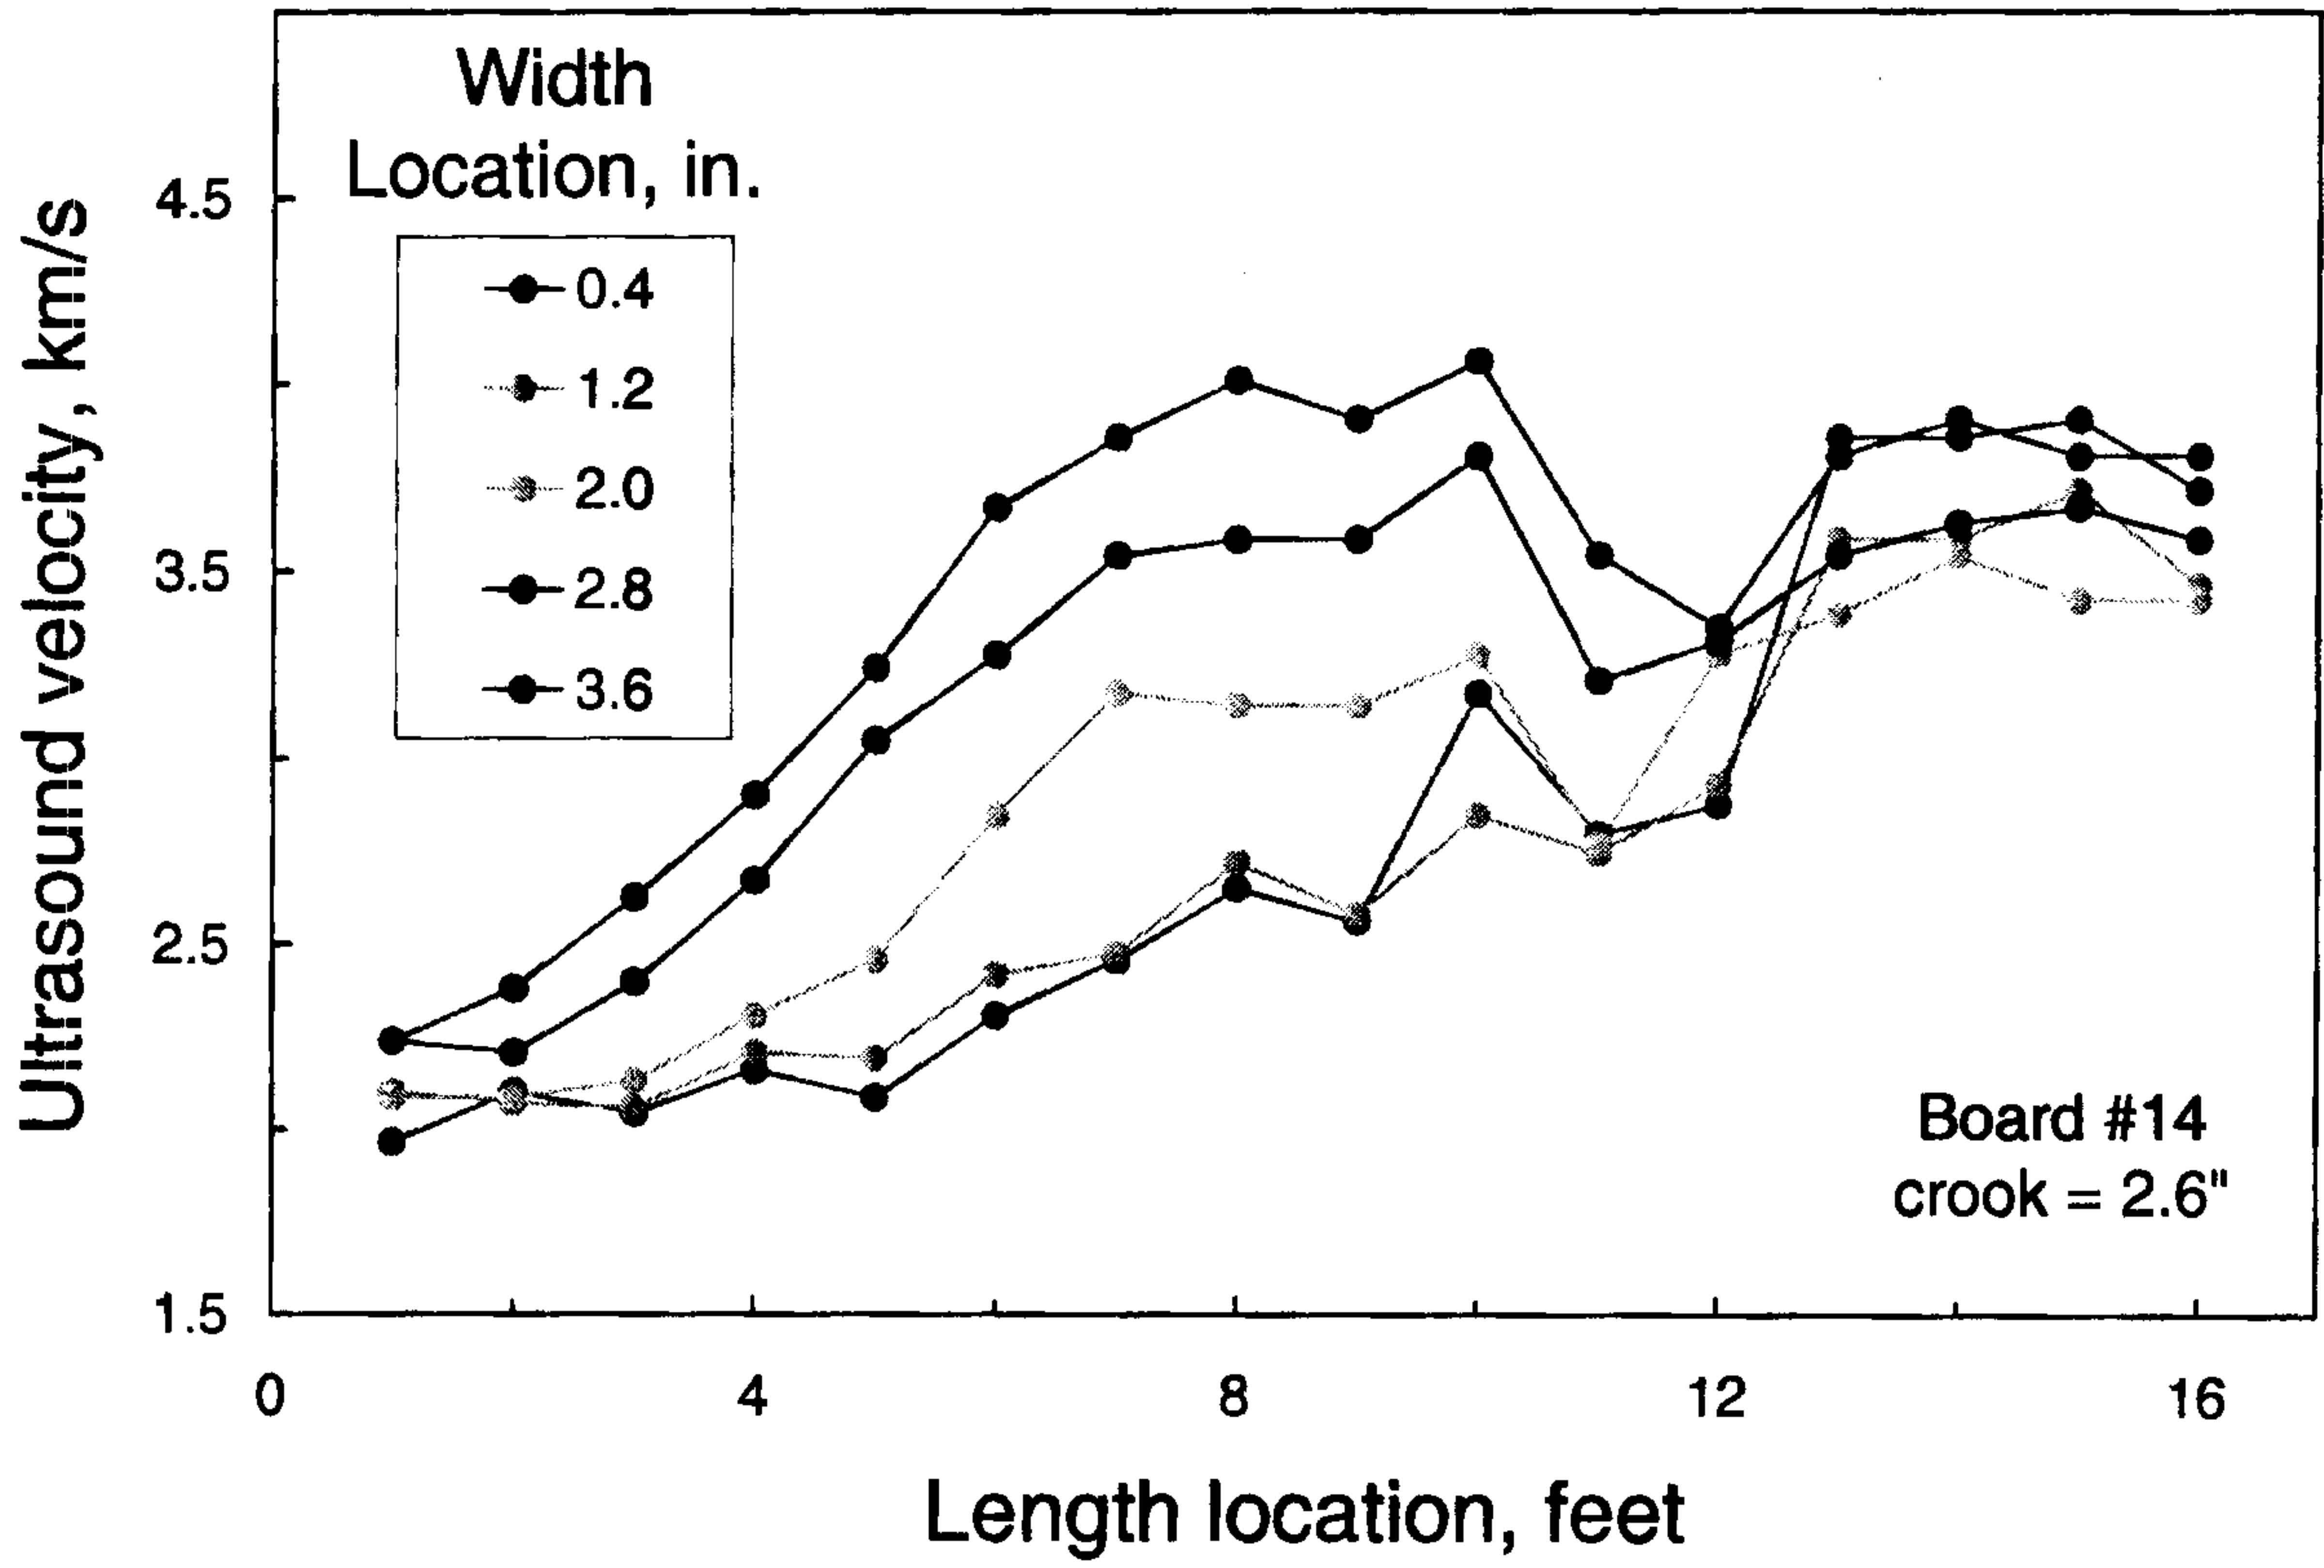 Width
Location, in.
0.4
1.2
2.0
2.8
3.6
Ultrasound velocity, km/s
4.5
3.5
2.5
1.5
Board #14
crook = 2.6"
0 4 8 12 16
Length location, feet